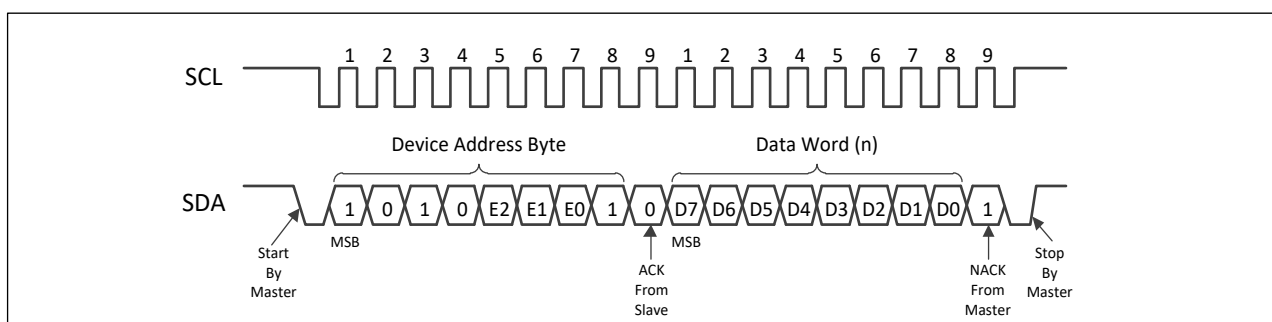 1 2 3 4 5 6 7 8 9 1 2 3 4 5 6 7 8 9
SCL
Device Address Byte Data Word (n)
SDA
1 0 1 0 E2 E1 E0 1 0 D7 D6 D5 D4 D3 D2 D1 D0 1
MSB MSB
Start
By
Master
ACK
From
Slave
NACK
From
Master
Stop
By
Master